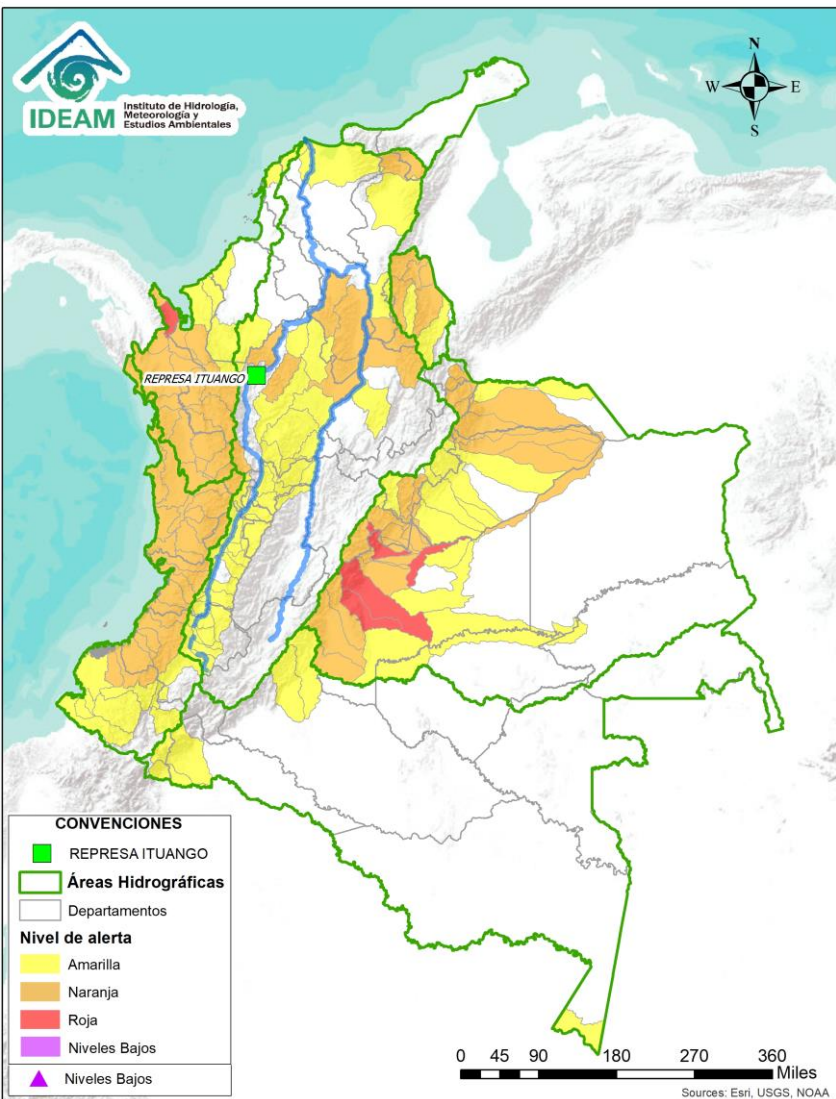 IDEAM
Instituto de Hidrología,
Meteorología y
Estudios Ambientales
N
W
E
S
REPRESA ITUANGO
CONVENCIONES
REPRESA ITUANGO
Áreas Hidrográficas
Departamentos
Nivel de alerta
Amarilla
Naranja
Roja
Niveles Bajos
Niveles Bajos
0 45 90 180 270 360
Miles
Sources: Esri, USGS, NOAA